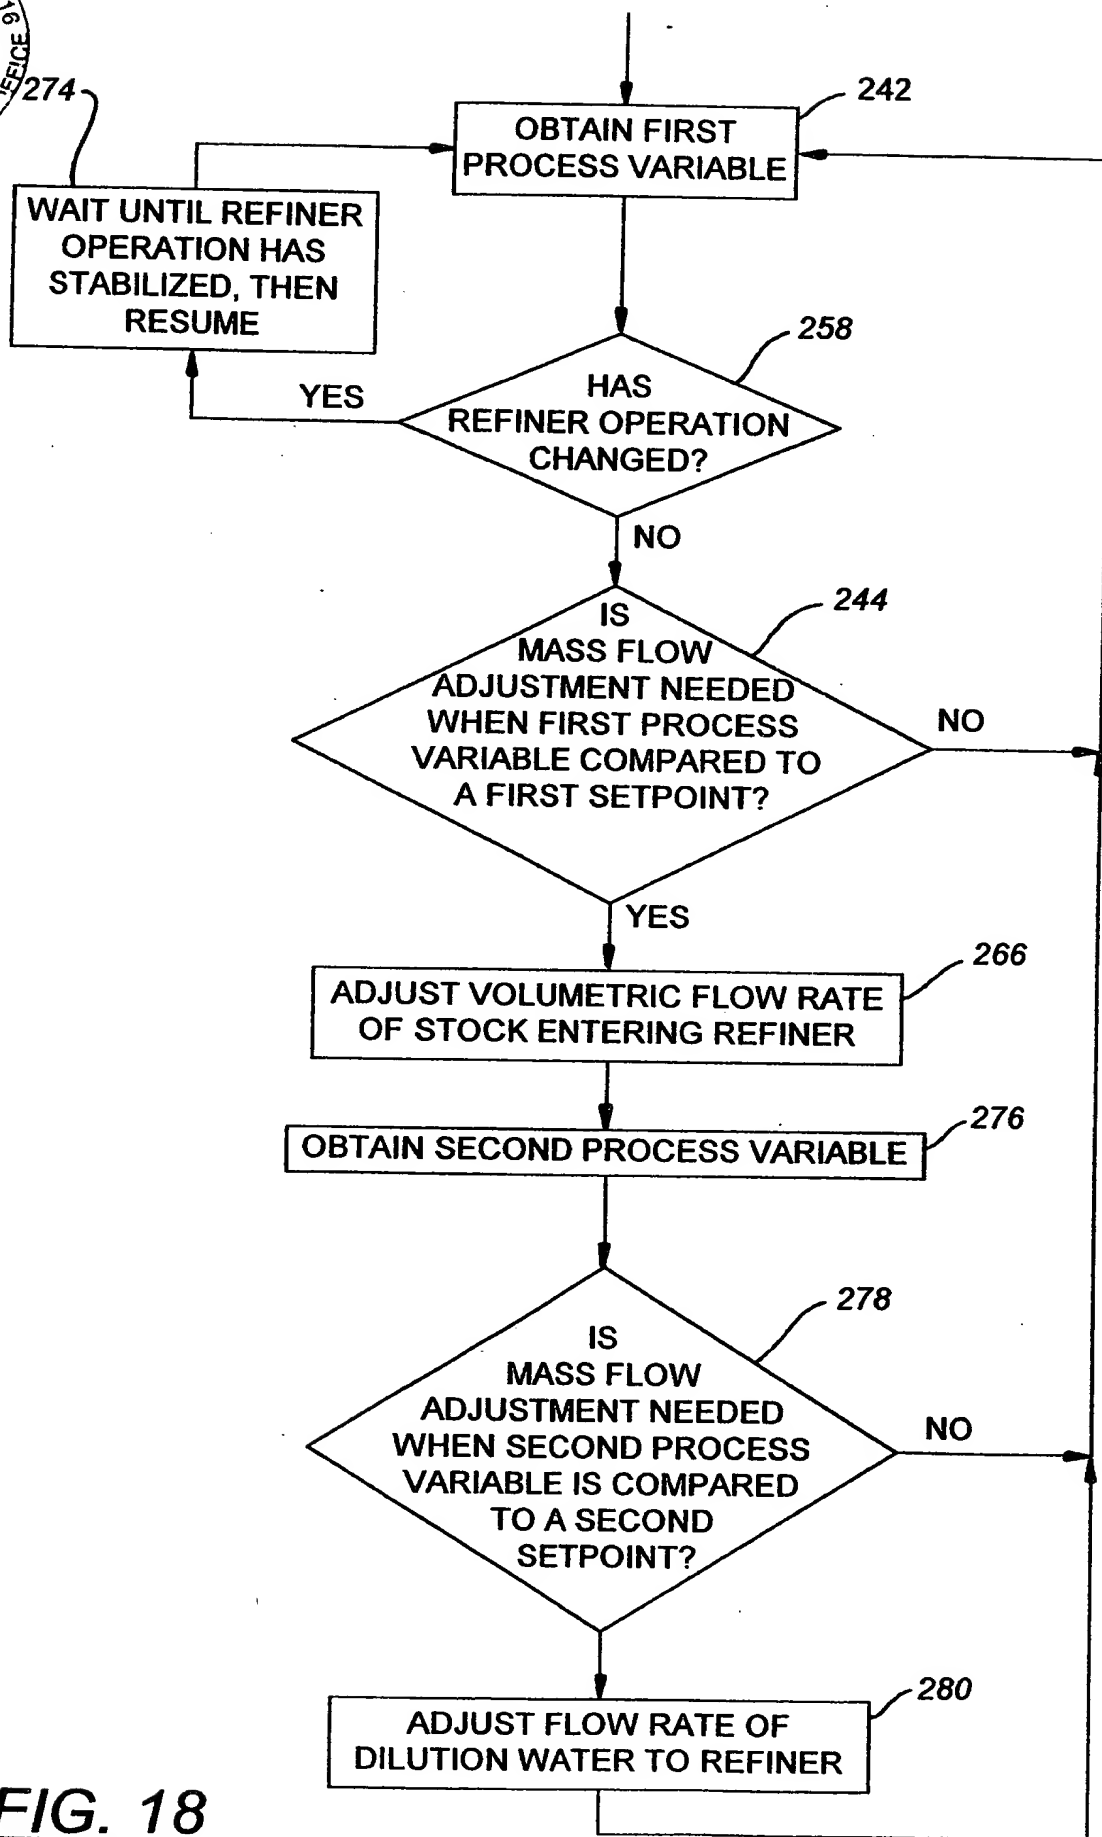 274
242
OBTAIN FIRST
PROCESS VARIABLE
WAIT UNTIL REFINER
OPERATION HAS
STABILIZED, THEN
RESUME
258
YES
HAS
REFINER OPERATION
CHANGED?
NO
244
IS
MASS FLOW
ADJUSTMENT NEEDED
WHEN FIRST PROCESS
VARIABLE COMPARED TO
A FIRST SETPOINT?
NO
YES
266
ADJUST VOLUMETRIC FLOW RATE
OF STOCK ENTERING REFINER
276
OBTAIN SECOND PROCESS VARIABLE
278
IS
MASS FLOW
ADJUSTMENT NEEDED
WHEN SECOND PROCESS
VARIABLE IS COMPARED
TO A SECOND
SETPOINT?
NO
280
ADJUST FLOW RATE OF
DILUTION WATER TO REFINER
FIG. 18